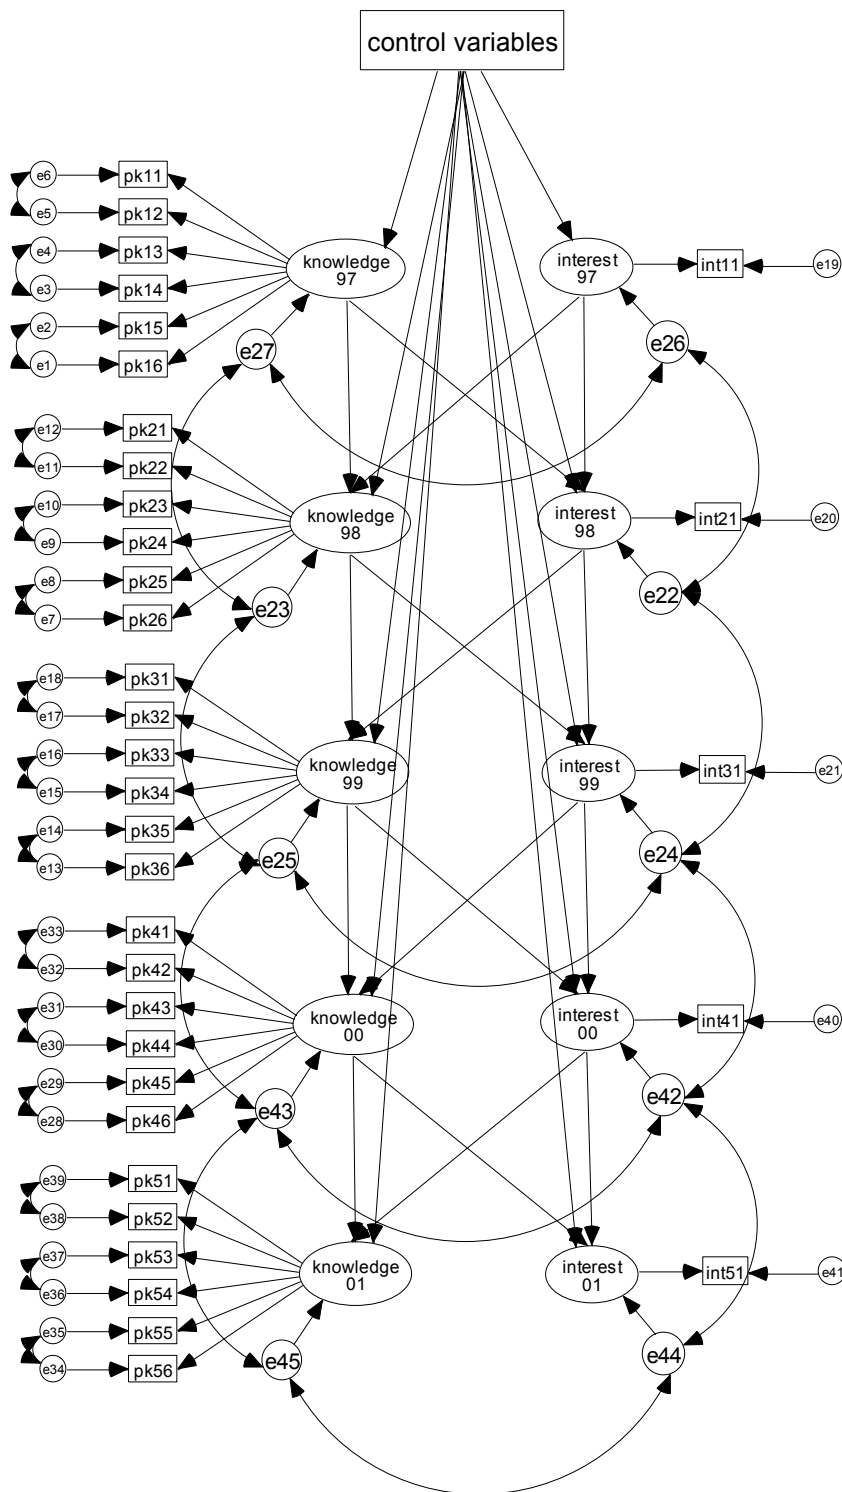 control variables
e6 pk11
e5 pk12
e4 pk13
e3 pk14
e2 pk15
e1 pk16
knowledge
97
interest
97
int11 e19
e27
e26
e12 pk21
e11 pk22
e10 pk23
e9 pk24
e8 pk25
e7 pk26
knowledge
98
interest
98
int21 e20
e23
e22
e18 pk31
e17 pk32
e16 pk33
e15 pk34
e14 pk35
e13 pk36
knowledge
99
interest
99
int31 e21
e25
e24
e33 pk41
e32 pk42
e31 pk43
e30 pk44
e29 pk45
e28 pk46
knowledge
00
interest
00
int41 e40
e43
e42
e39 pk51
e38 pk52
e37 pk53
e36 pk54
e35 pk55
e34 pk56
knowledge
01
interest
01
int51 e41
e45
e44